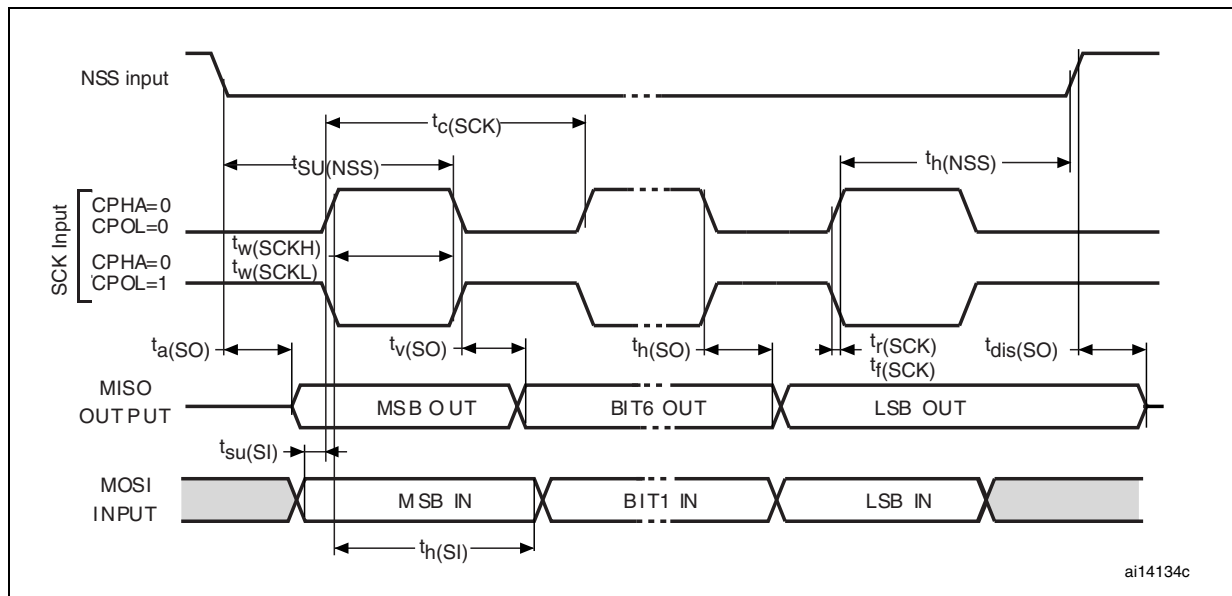 NSS input
tc(SCK)
tSU(NSS)
th(NSS)
SCK Input
CPHA=0
CPOL=0
tw(SCKH)
CPHA=0
tw(SCKL)
CPOL=1
ta(SO)
tv(SO)
th(SO)
tr(SCK)
tf(SCK)
tdis(SO)
MISO
OUTPUT
MSB OUT
BIT6 OUT
LSB OUT
tsu(SI)
MOSI
INPUT
MSB IN
BIT1 IN
LSB IN
th(SI)
ai14134c